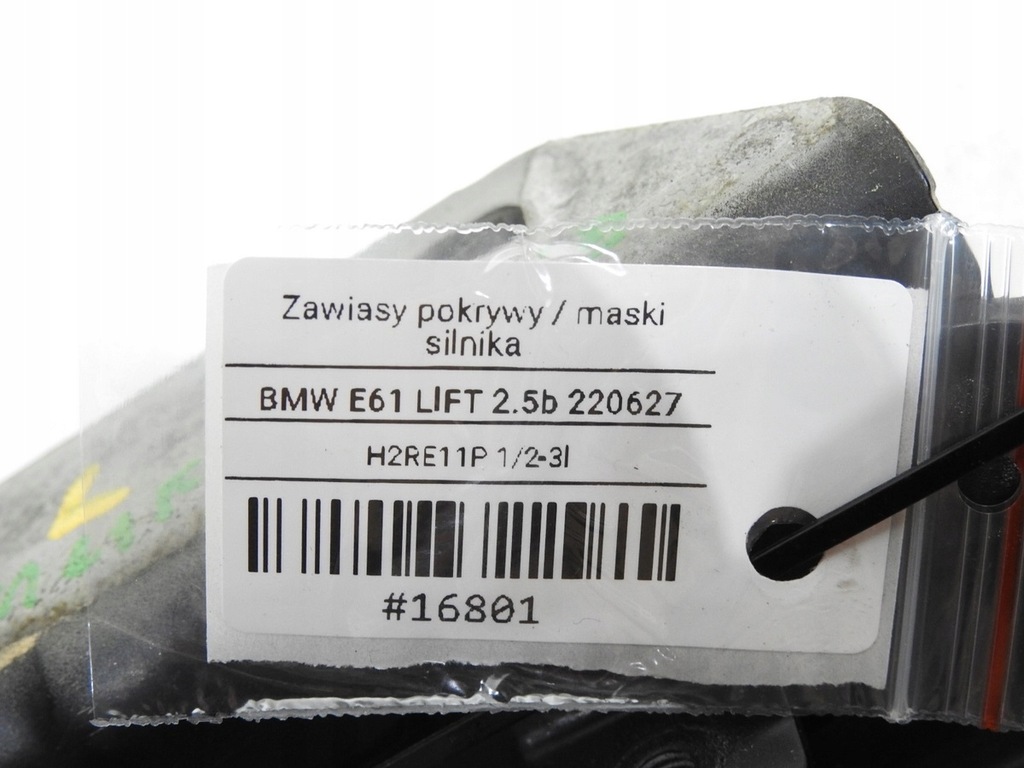 Zawiasy pokrywy / maski
silnika
BMW E61 LIFT 2.5b 220627
H2RE11P 1/2-3l
#16801